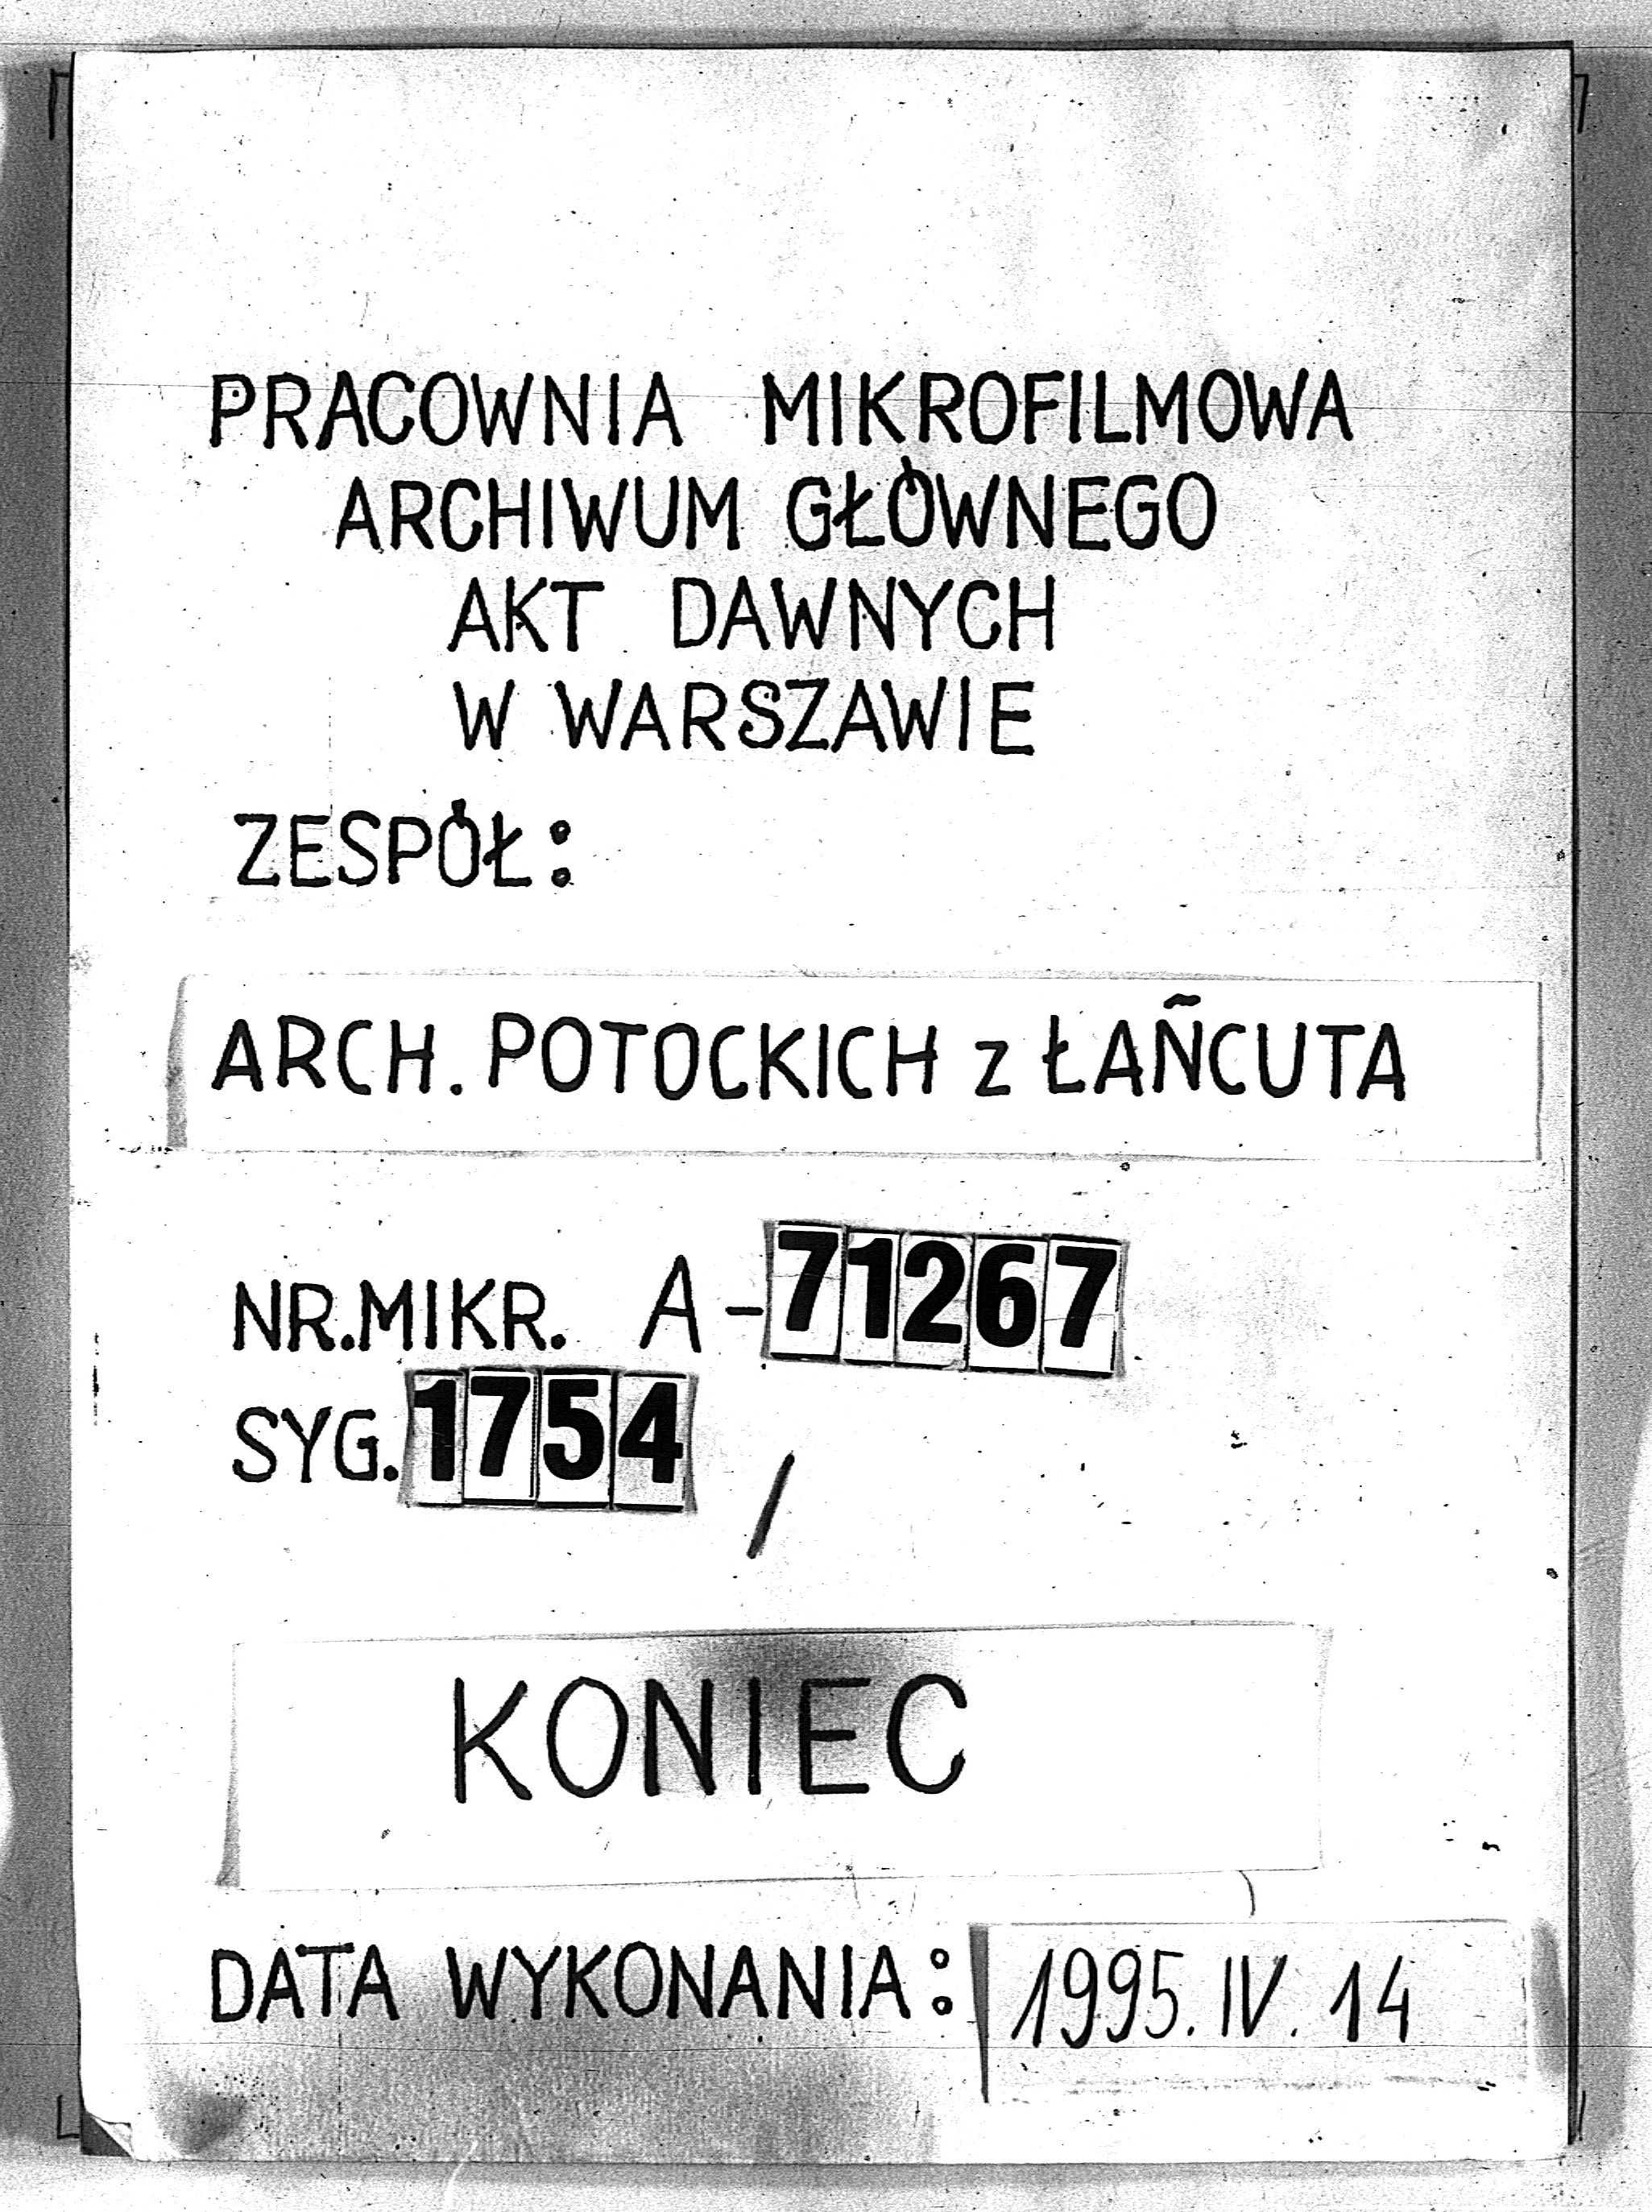 PRACOWNIA MIKROFILMOWA
ARCHIWUM GŁÓWNEGO
AKT DAWNYCH
W WARSZAWIE
ZESPÓŁ:
ARCH. POTOCKICH z ŁAÑCUTA
NR.MIKR. A-71267
SYG. 1754 /
KONIEC
DATA WYKONANIA: 1995.IV.14